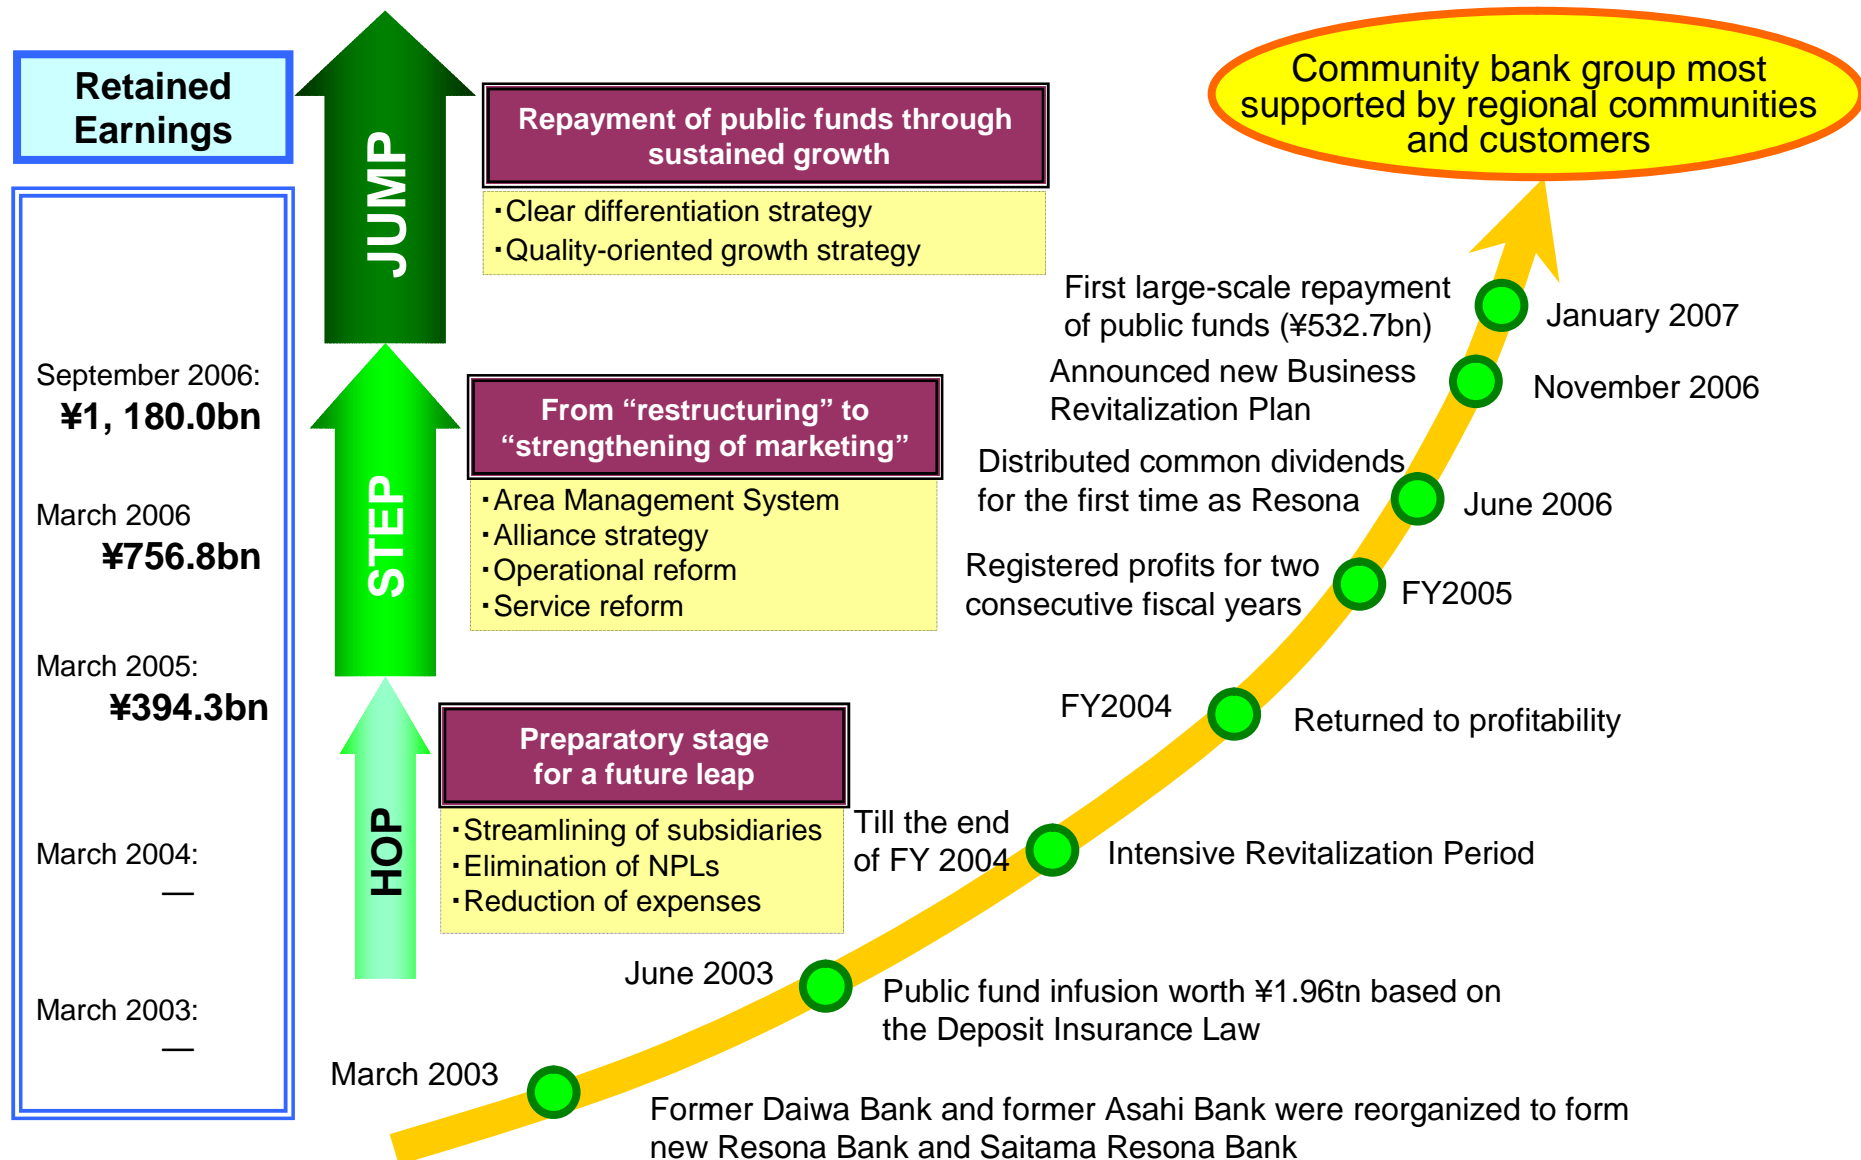 Retained
Earnings
September 2006:
¥1, 180.0bn
March 2006
¥756.8bn
March 2005:
¥394.3bn
March 2004:
—
March 2003:
—
JUMP
STEP
HOP
Repayment of public funds through
sustained growth
・Clear differentiation strategy
・Quality-oriented growth strategy
From “restructuring” to
“strengthening of marketing”
・Area Management System
・Alliance strategy
・Operational reform
・Service reform
Preparatory stage
for a future leap
・Streamlining of subsidiaries
・Elimination of NPLs
・Reduction of expenses
Community bank group most
supported by regional communities
and customers
First large-scale repayment
of public funds (¥532.7bn)
January 2007
Announced new Business
Revitalization Plan
November 2006
Distributed common dividends
for the first time as Resona
June 2006
Registered profits for two
consecutive fiscal years
FY2005
FY2004
Returned to profitability
Till the end
of FY 2004
Intensive Revitalization Period
June 2003
Public fund infusion worth ¥1.96tn based on
the Deposit Insurance Law
March 2003
Former Daiwa Bank and former Asahi Bank were reorganized to form
new Resona Bank and Saitama Resona Bank